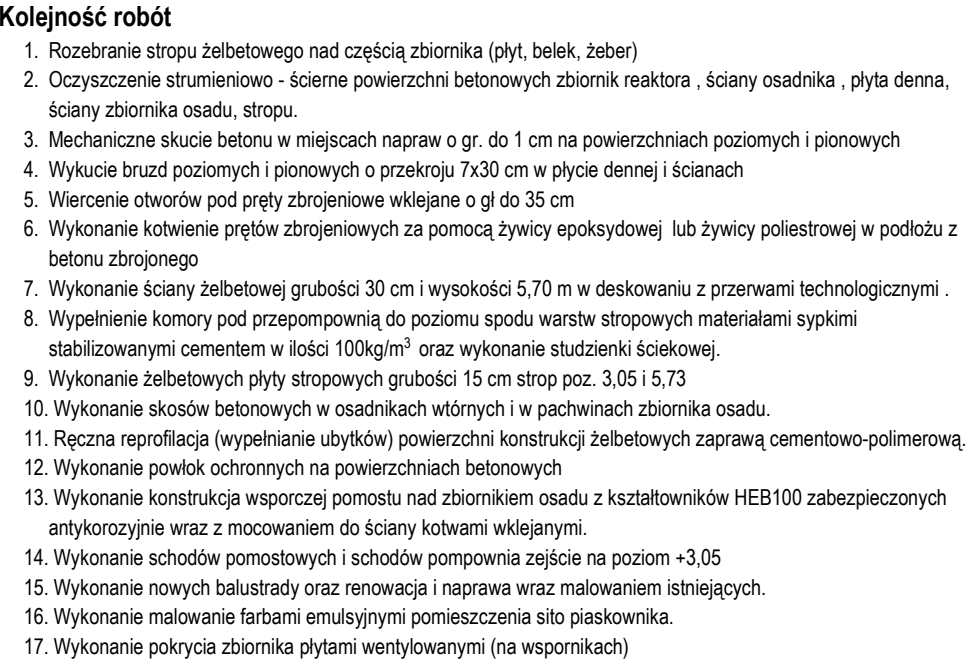 Kolejność robót
1. Rozebranie stropu żelbetowego nad częścią zbiornika (płyt, belek, żeber)
2. Oczyszczenie strumieniowo - ścierne powierzchni betonowych zbiornik reaktora , ściany osadnika , płyta denna,
ściany zbiornika osadu, stropu.
3. Mechaniczne skucie betonu w miejscach napraw o gr. do 1 cm na powierzchniach poziomych i pionowych
4. Wykucie bruzd poziomych i pionowych o przekroju 7x30 cm w płycie dennej i ścianach
5. Wiercenie otworów pod pręty zbrojeniowe wklejane o gł do 35 cm
6. Wykonanie kotwienie prętów zbrojeniowych za pomocą żywicy epoksydowej lub żywicy poliestrowej w podłożu z
betonu zbrojonego
7. Wykonanie ściany żelbetowej grubości 30 cm i wysokości 5,70 m w deskowaniu z przerwami technologicznymi .
8. Wypełnienie komory pod przepompownią do poziomu spodu warstw stropowych materiałami sypkimi
stabilizowanymi cementem w ilości 100kg/m³ oraz wykonanie studzienki ściekowej.
9. Wykonanie żelbetowych płyty stropowych grubości 15 cm strop poz. 3,05 i 5,73
10. Wykonanie skosów betonowych w osadnikach wtórnych i w pachwinach zbiornika osadu.
11. Ręczna reprofilacja (wypełnianie ubytków) powierzchni konstrukcji żelbetowych zaprawą cementowo-polimerową.
12. Wykonanie powłok ochronnych na powierzchniach betonowych
13. Wykonanie konstrukcja wsporczej pomostu nad zbiornikiem osadu z kształtowników HEB100 zabezpieczonych
antykorozyjnie wraz z mocowaniem do ściany kotwami wklejanymi.
14. Wykonanie schodów pomostowych i schodów pompownia zejście na poziom +3,05
15. Wykonanie nowych balustrady oraz renowacja i naprawa wraz malowaniem istniejących.
16. Wykonanie malowanie farbami emulsyjnymi pomieszczenia sito piaskownika.
17. Wykonanie pokrycia zbiornika płytami wentylowanymi (na wspornikach)